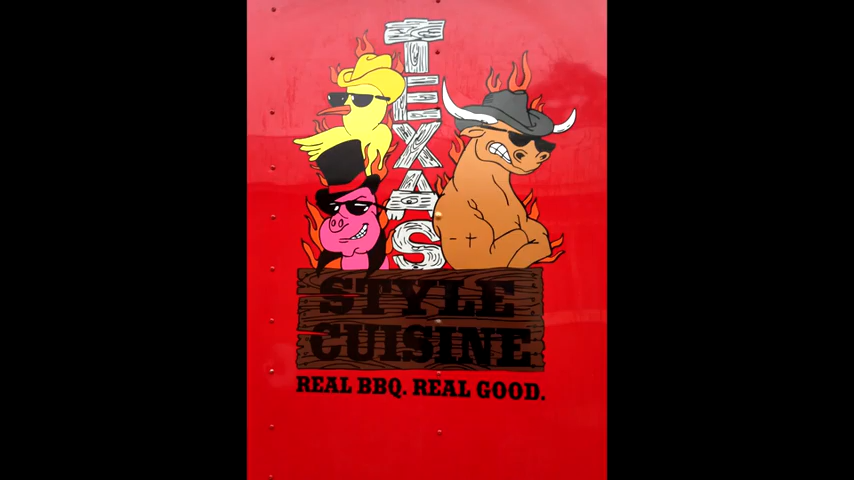 TEXAS
STYLE
CUISINE
REAL BBQ. REAL GOOD.